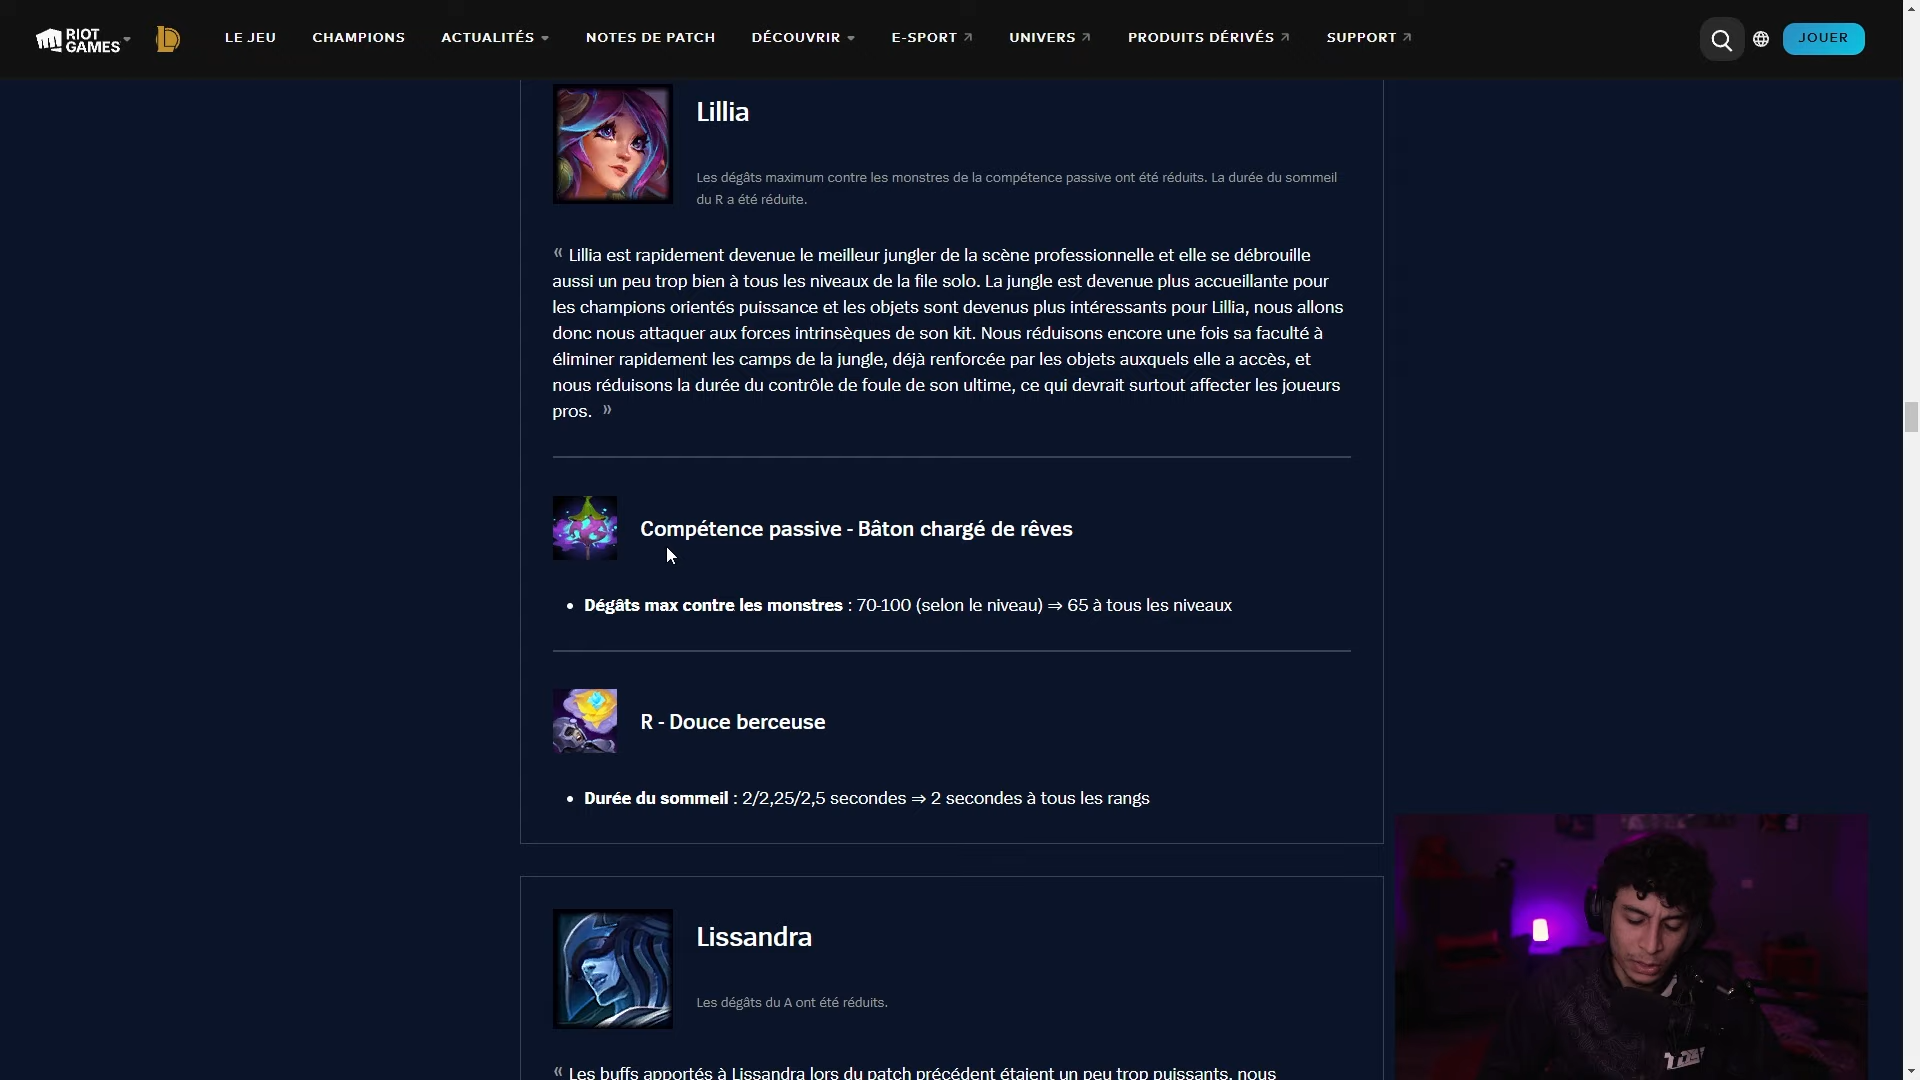 RIOT GAMES
LE JEU
CHAMPIONS
ACTUALITÉS
NOTES DE PATCH
DÉCOUVRIR
E-SPORT
UNIVERS
PRODUITS DÉRIVÉS
SUPPORT
JOUER
Lillia
Les dégâts maximum contre les monstres de la compétence passive ont été réduits. La durée du sommeil
du R a été réduite.
« Lillia est rapidement devenue le meilleur jungler de la scène professionnelle et elle se débrouille
aussi un peu trop bien à tous les niveaux de la file solo. La jungle est devenue plus accueillante pour
les champions orientés puissance et les objets sont devenus plus intéressants pour Lillia, nous allons
donc nous attaquer aux forces intrinsèques de son kit. Nous réduisons encore une fois sa faculté à
éliminer rapidement les camps de la jungle, déjà renforcée par les objets auxquels elle a accès, et
nous réduisons la durée du contrôle de foule de son ultime, ce qui devrait surtout affecter les joueurs
pros. »
Compétence passive - Bâton chargé de rêves
• Dégâts max contre les monstres : 70-100 (selon le niveau) ⇒ 65 à tous les niveaux
R - Douce berceuse
• Durée du sommeil : 2/2,25/2,5 secondes ⇒ 2 secondes à tous les rangs
Lissandra
Les dégâts du A ont été réduits.
« Les buffs apportés à Lissandra lors du patch précédent étaient un peu trop puissants, nous